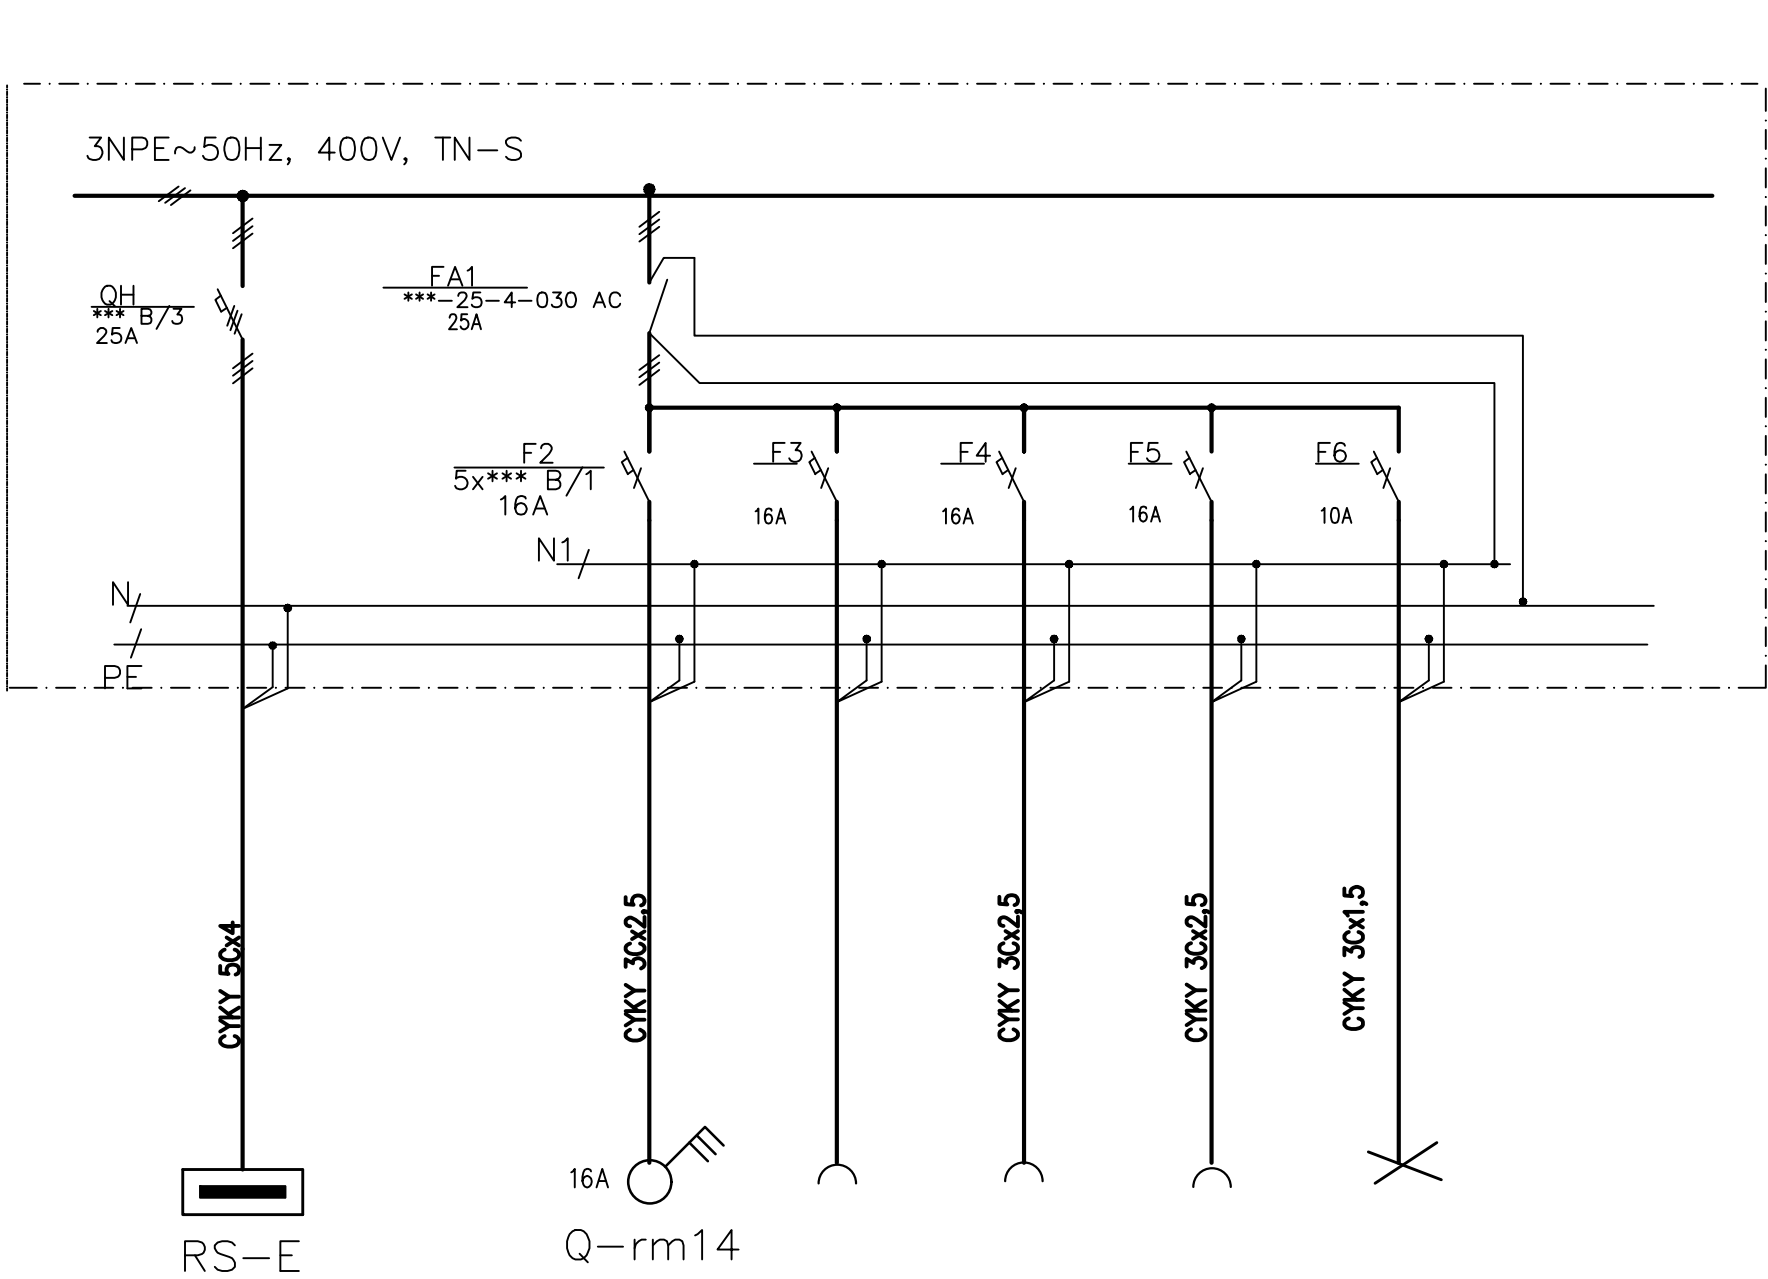 3NPE~50Hz, 400V, TN-S
QH
*** B/3
25A
FA1
***-25-4-030 AC
25A
F2
5x*** B/1
16A
F3
16A
F4
16A
F5
16A
F6
10A
N1
N
PE
CYKY 5Cx4
CYKY 3Cx2,5
CYKY 3Cx2,5
CYKY 3Cx2,5
CYKY 3Cx1,5
16A
RS-E
Q-rm14